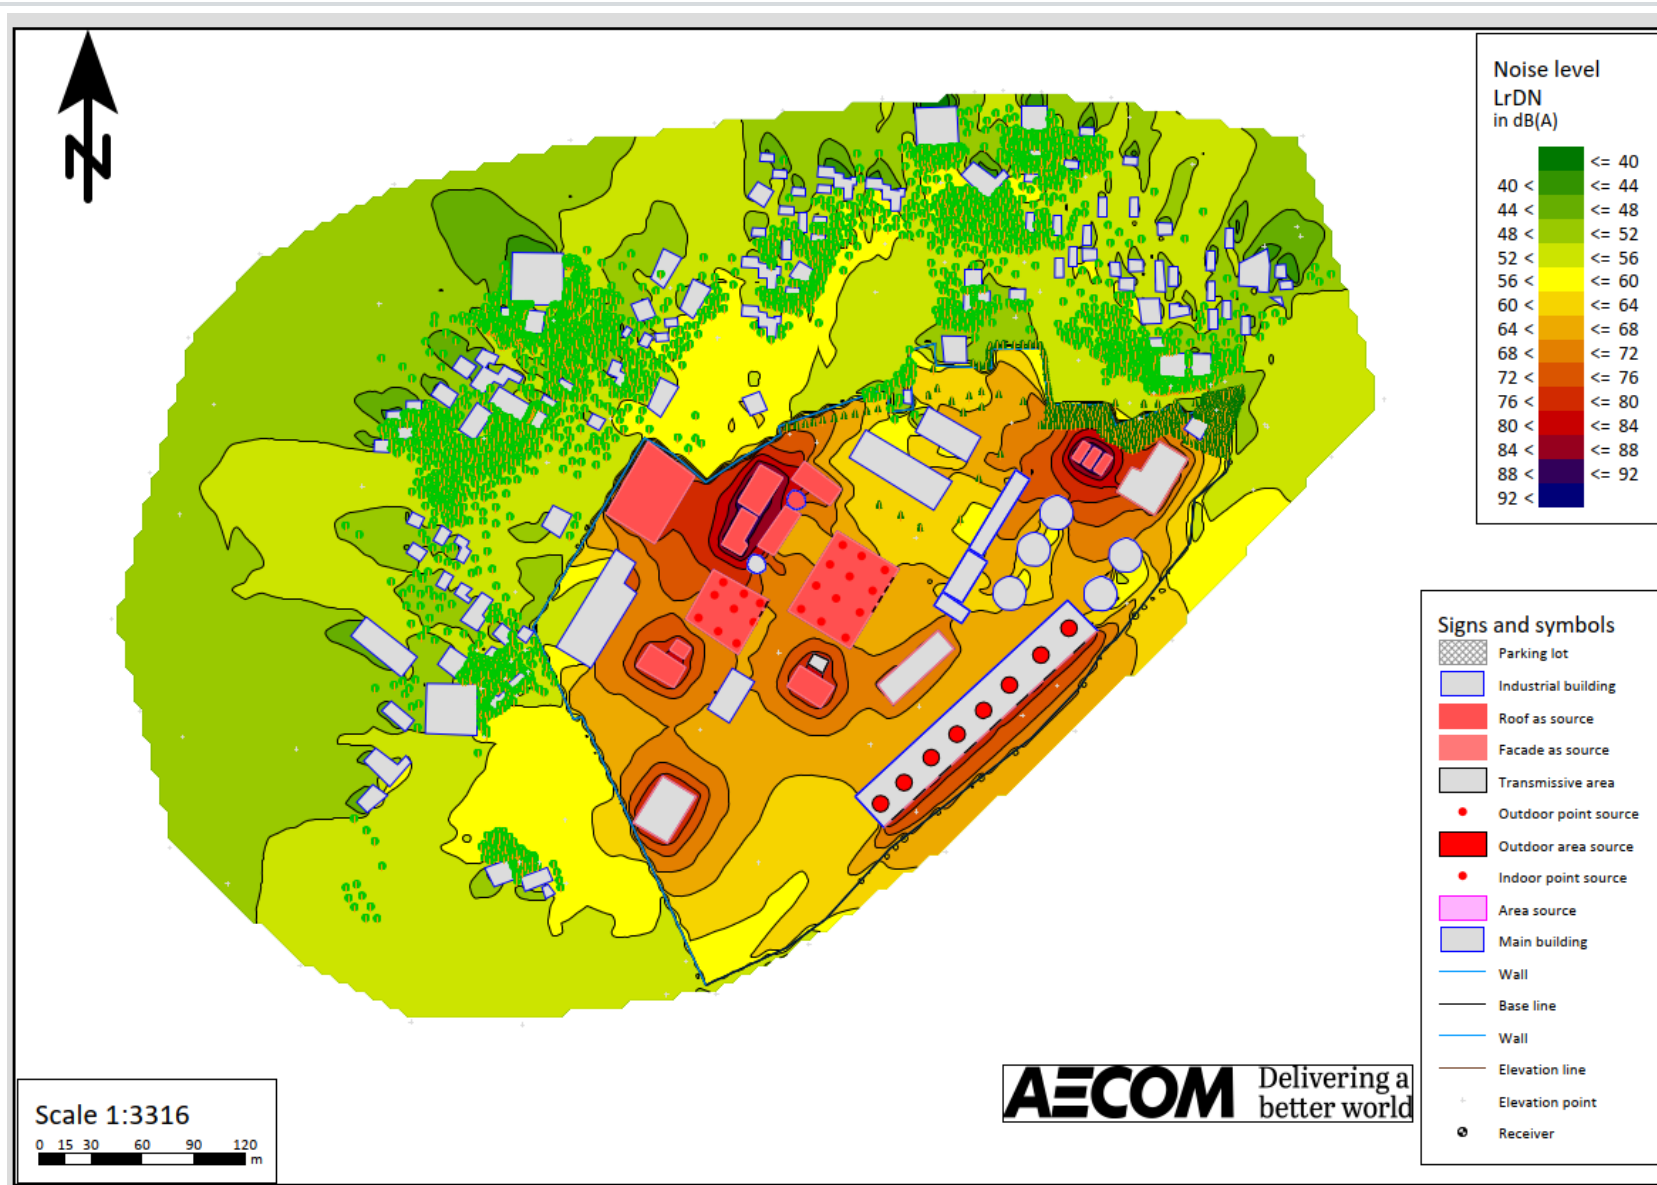 N
Noise level
LrDN
in dB(A)
<= 40
40 < <= 44
44 < <= 48
48 < <= 52
52 < <= 56
56 < <= 60
60 < <= 64
64 < <= 68
68 < <= 72
72 < <= 76
76 < <= 80
80 < <= 84
84 < <= 88
88 < <= 92
92 <
Signs and symbols
Parking lot
Industrial building
Roof as source
Facade as source
Transmissive area
Outdoor point source
Outdoor area source
Indoor point source
Area source
Main building
Wall
Base line
Wall
Elevation line
Elevation point
Receiver
AECOM Delivering a
better world
Scale 1:3316
0 15 30 60 90 120
m